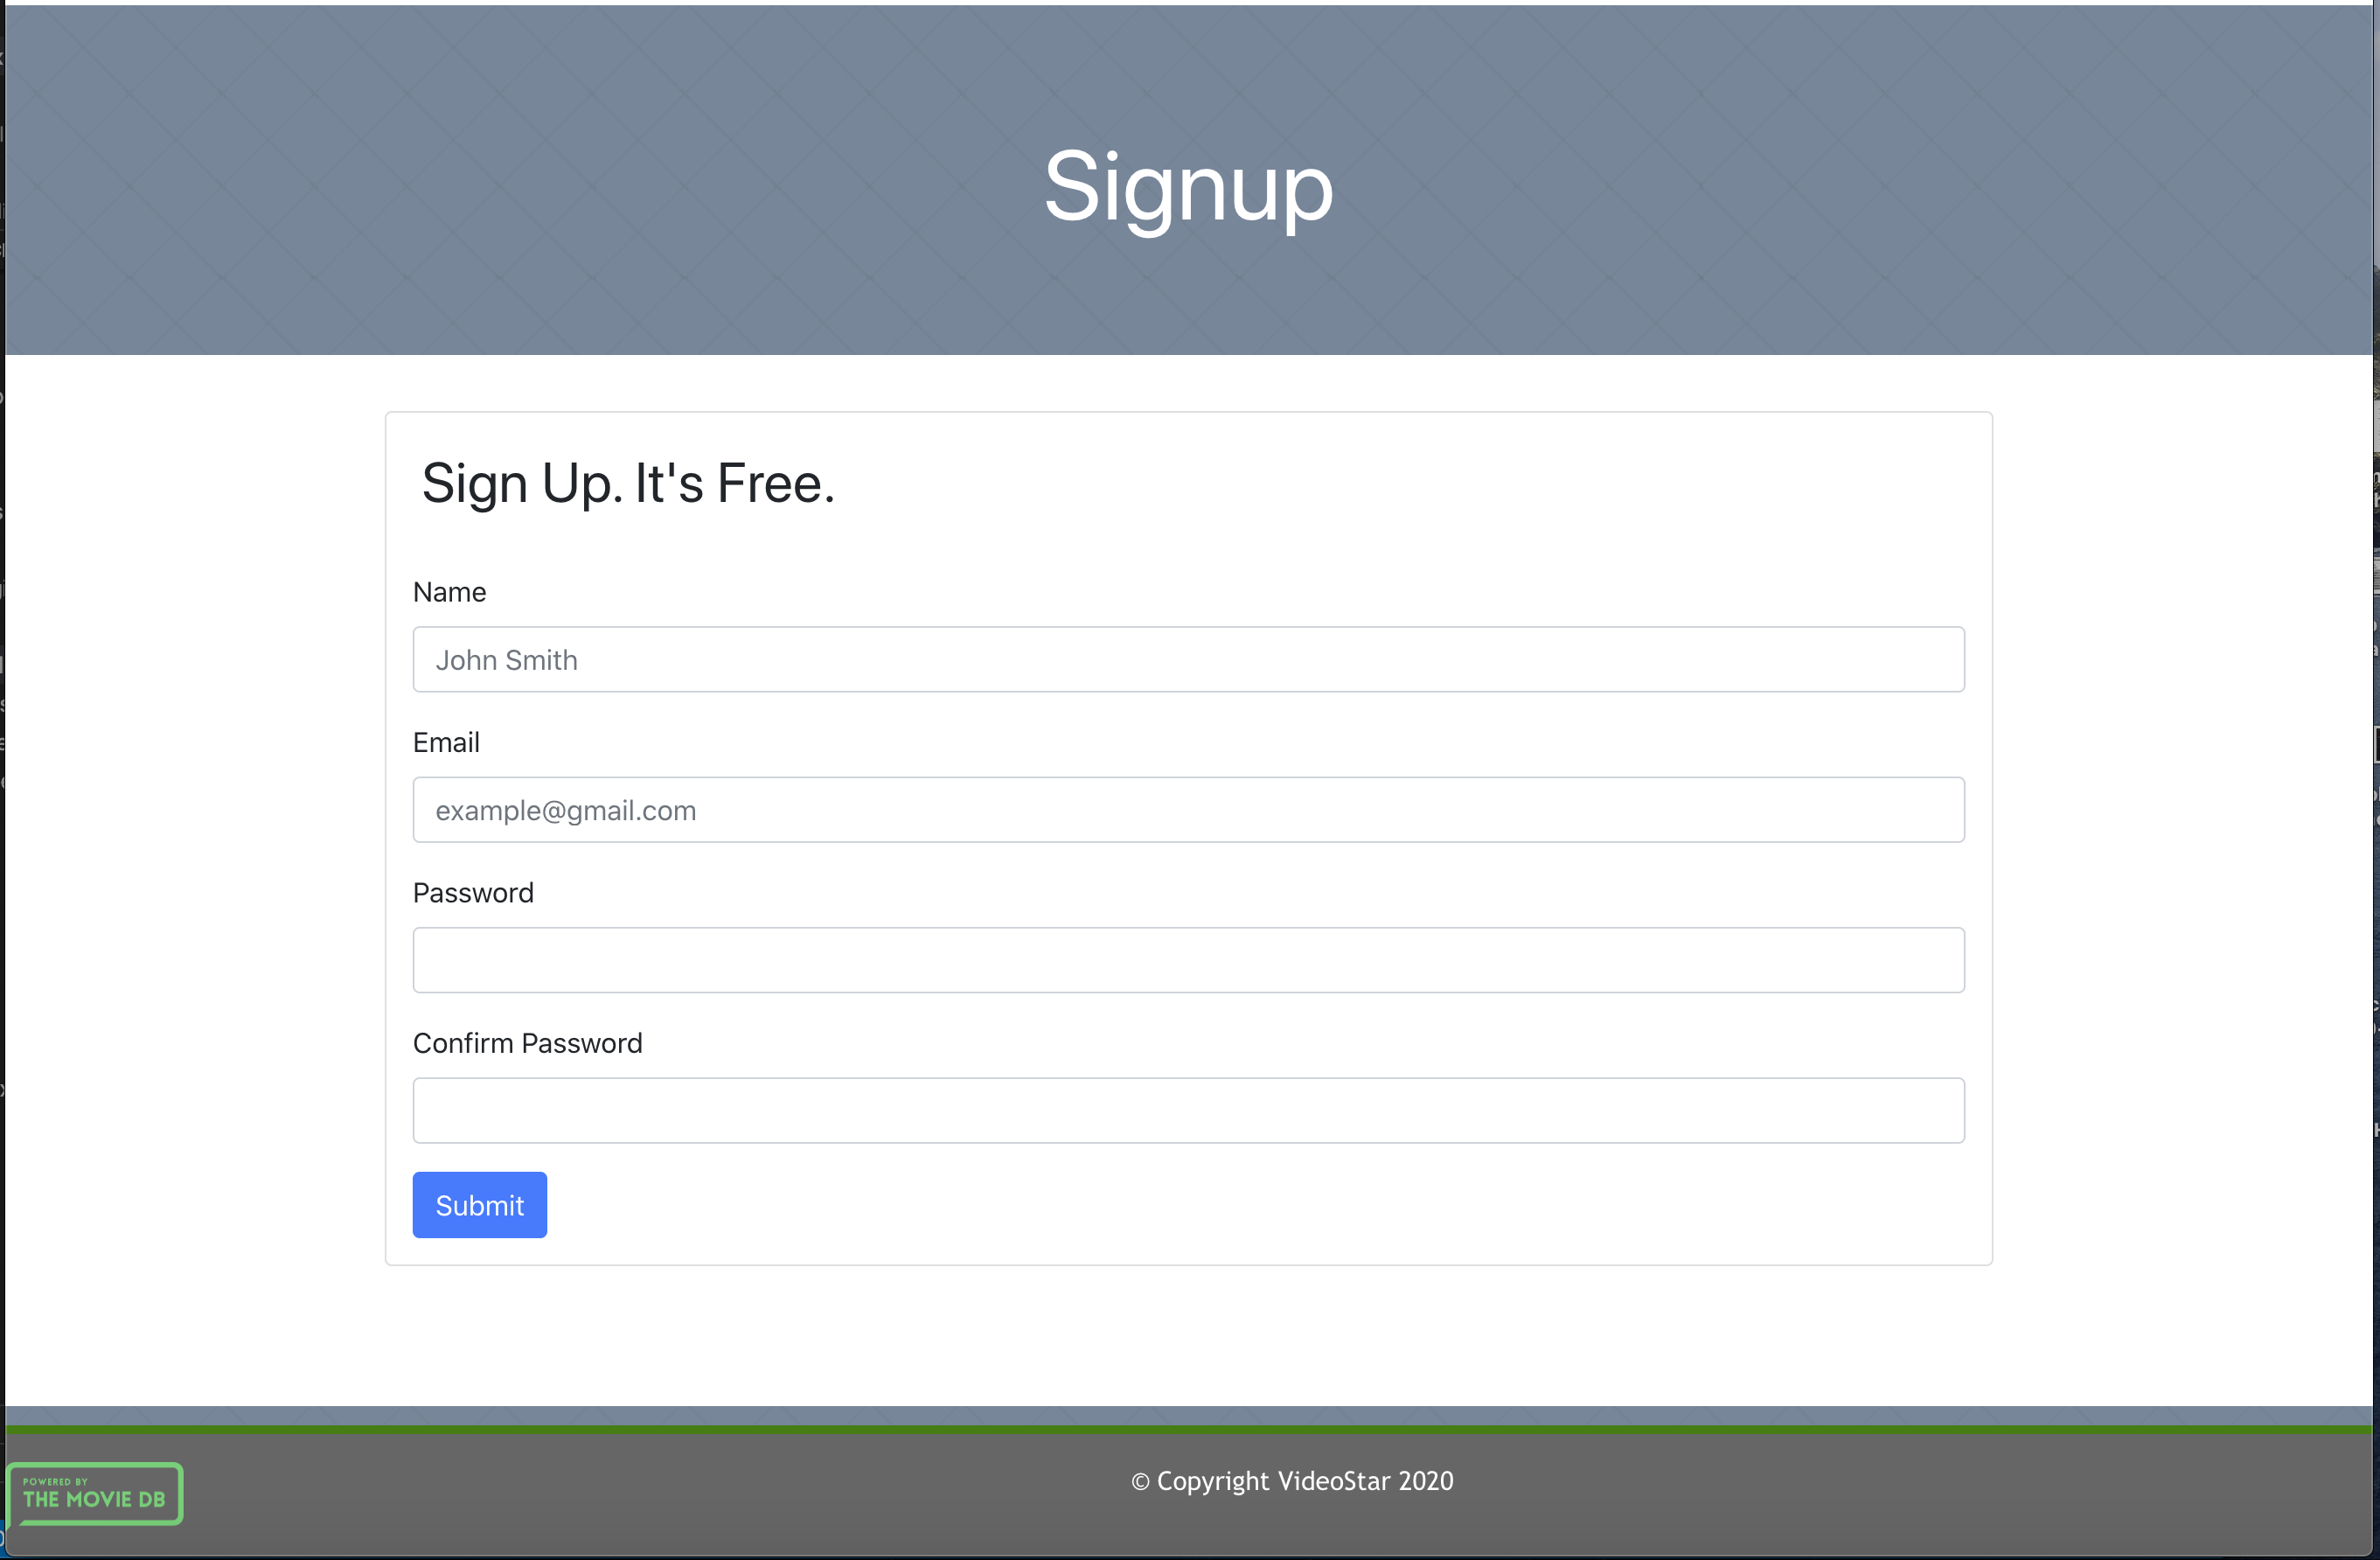 Signup
Sign Up. It's Free.
Name
John Smith
Email
example@gmail.com
Password
Confirm Password
Submit
POWERED BY
THE MOVIE DB
© Copyright VideoStar 2020